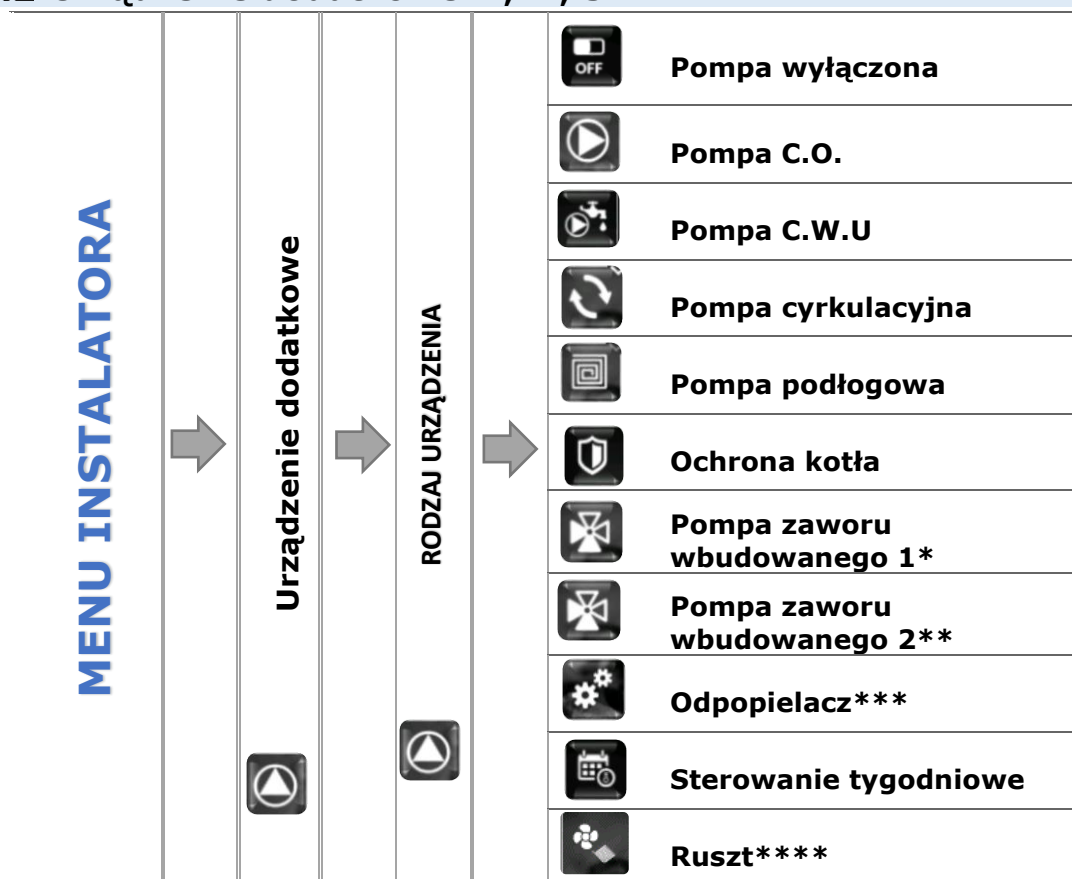 MENU INSTALATORA
Urządzenie dodatkowe
RODZAJ URZĄDZENIA
OFF
Pompa wyłączona
Pompa C.O.
Pompa C.W.U
Pompa cyrkulacyjna
Pompa podłogowa
Ochrona kotła
Pompa zaworu
wbudowanego 1*
Pompa zaworu
wbudowanego 2**
Odpopielacz***
Sterowanie tygodniowe
Ruszt****